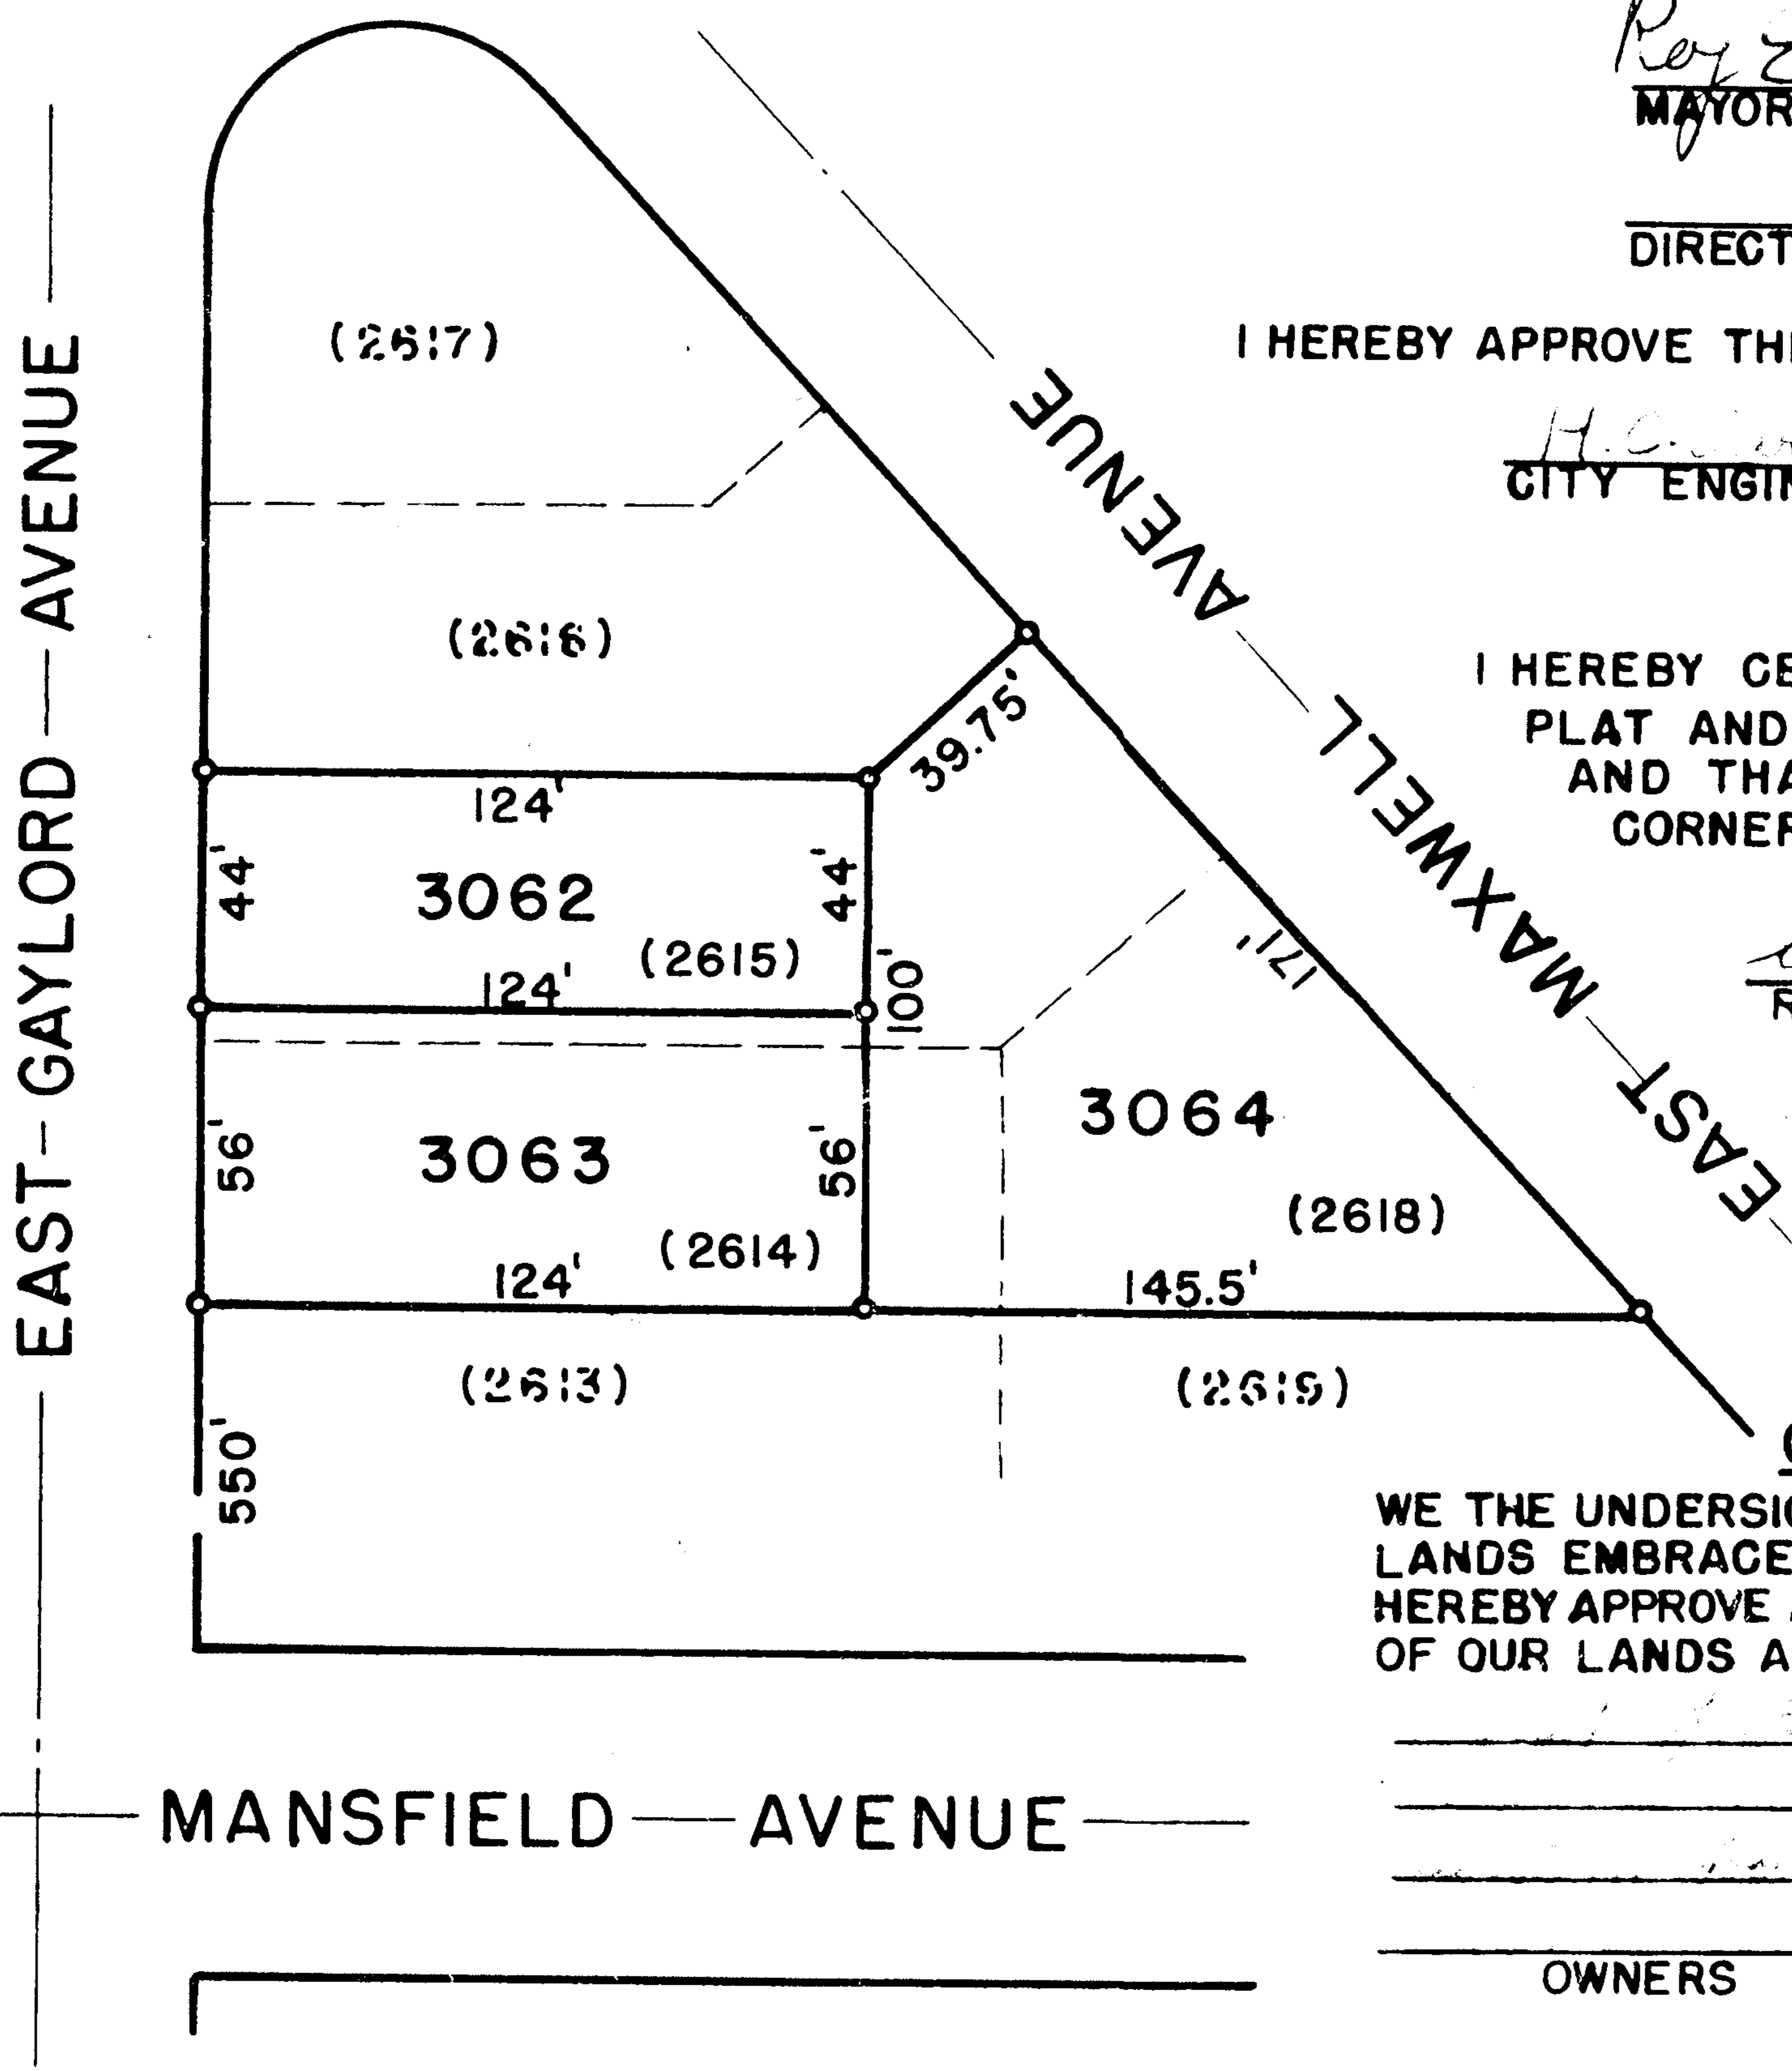 Roy
MAYOR
DIRECT
I HEREBY APPROVE TH
H.C.
CITY ENGIN
I HEREBY CE
PLAT AND
AND THA
CORNER
R
EAST GAYLORD AVENUE
EAST MAXWELL AVENUE
(2617)
(2616)
39.75'
124'
44'
3062
44'
(2615)
124'
100'
171'
56'
3063
56'
3064
(2614)
(2618)
124'
145.5'
(2613)
(2619)
550'
WE THE UNDERSIG
LANDS EMBRACE
HEREBY APPROVE
OF OUR LANDS A
MANSFIELD AVENUE
OWNERS